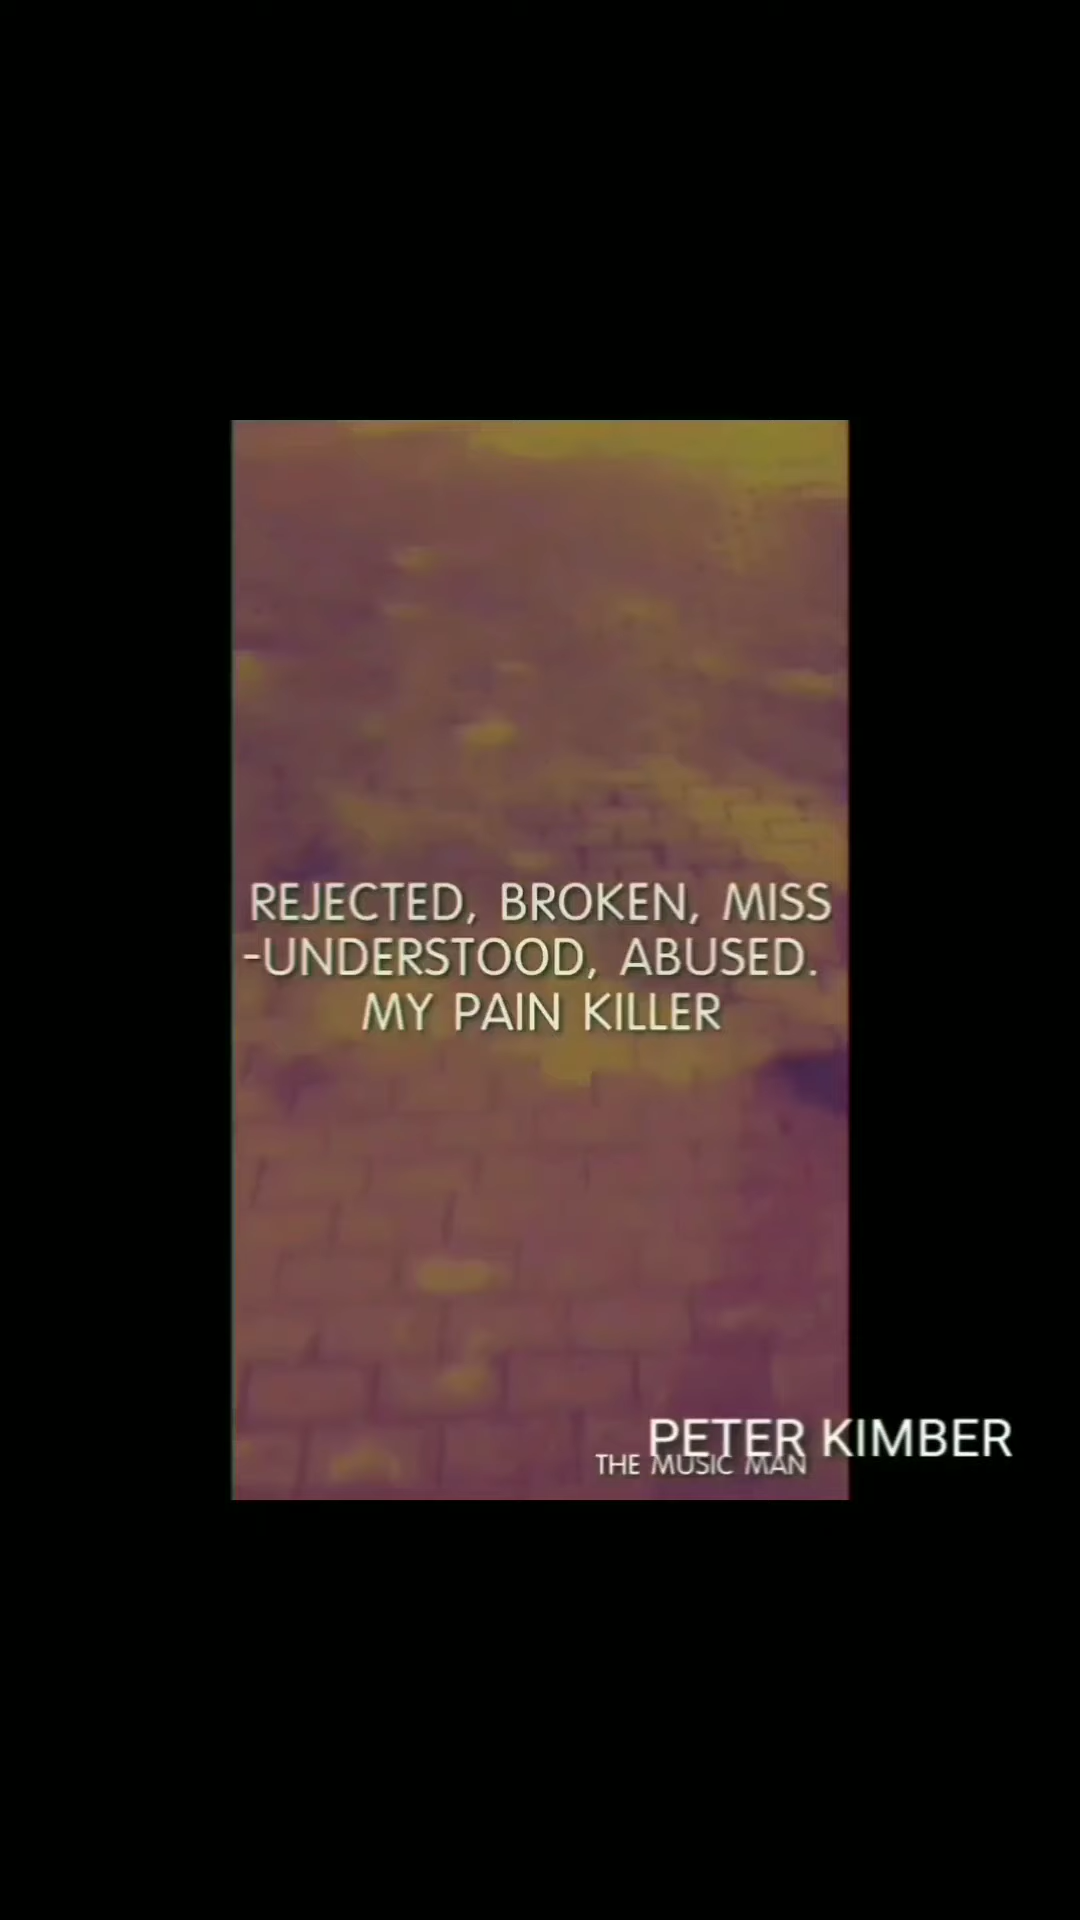 REJECTED, BROKEN, MISS
-UNDERSTOOD, ABUSED.
MY PAIN KILLER
PETER KIMBER
THE MUSIC MAN